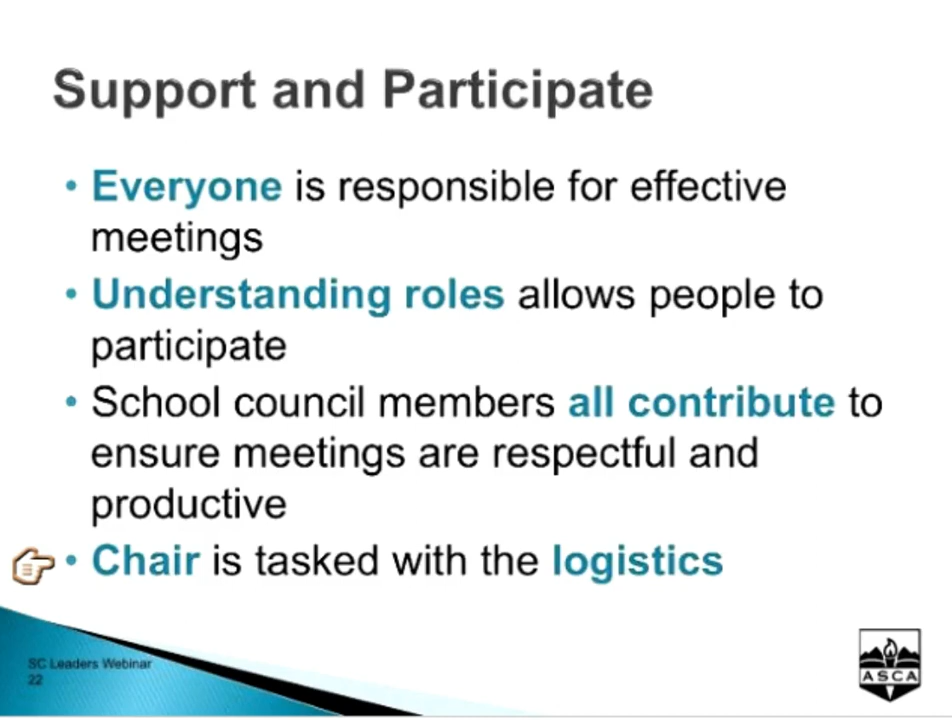 Support and Participate
• Everyone is responsible for effective
meetings
• Understanding roles allows people to
participate
• School council members all contribute to
ensure meetings are respectful and
productive
• Chair is tasked with the logistics
SC Leaders Webinar
22
ASCA